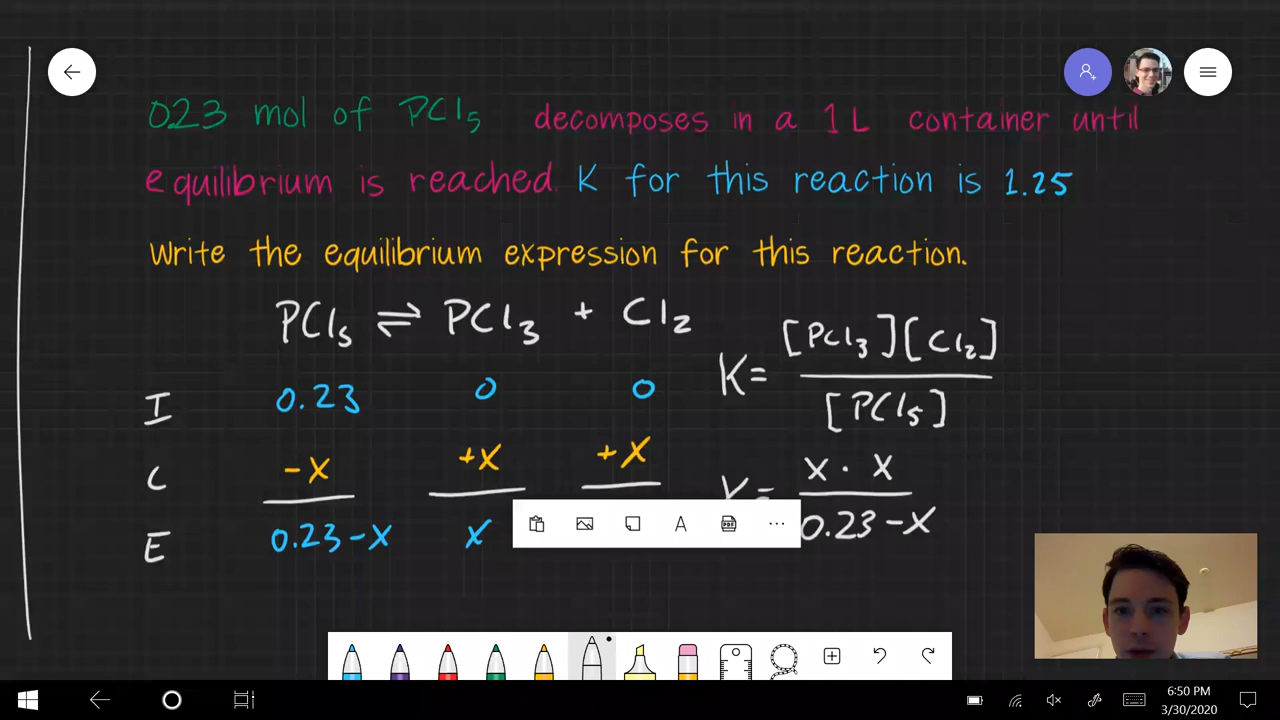 023 mol of PCl5 decomposes in a 1 L container until
equilibrium is reached. K for this reaction is 1.25
Write the equilibrium expression for this reaction.
PCl5 ⇌ PCl3 + Cl2
K= [PCl3][Cl2]
[PCl5]
I 0.23 0 0
C -x +x +x
K= x · x
0.23-x
E 0.23-x x
6:50 PM
3/30/2020